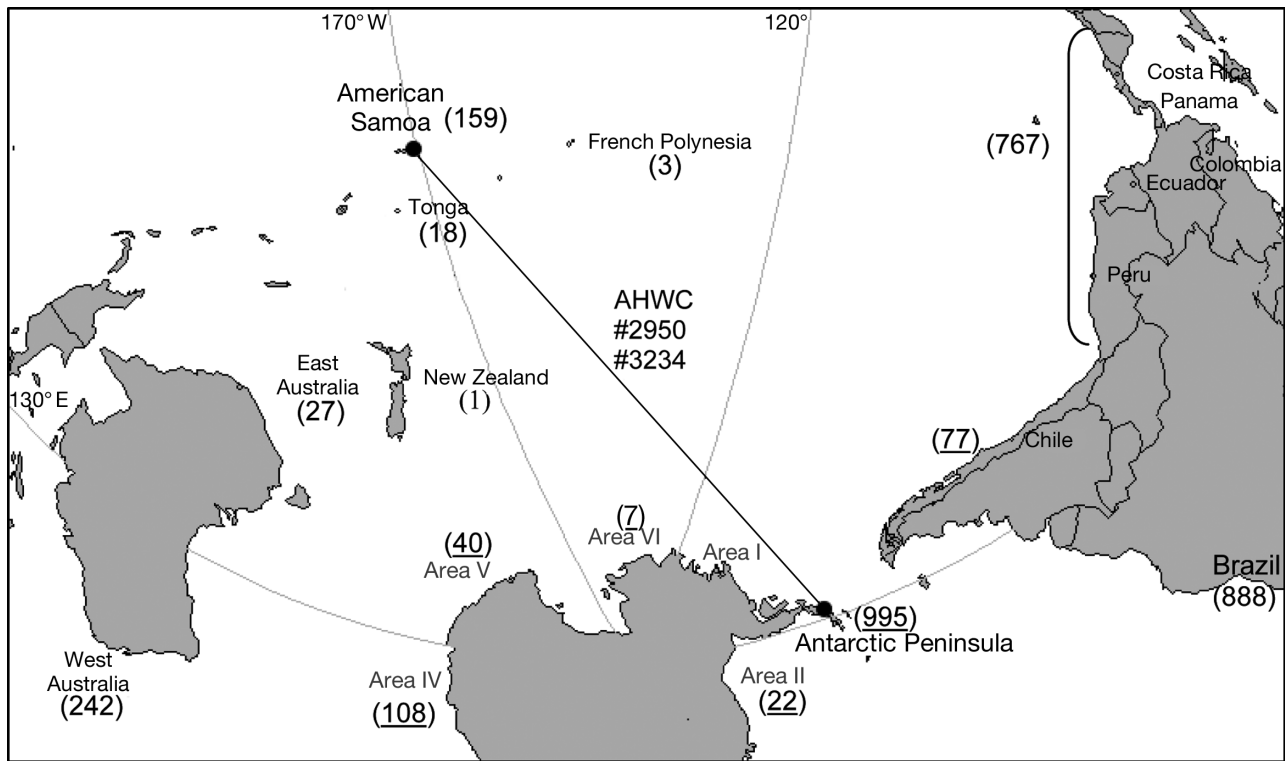 170° W
120°
American
Samoa
(159)
French Polynesia
(3)
Tonga
(18)
Costa Rica
Panama
(767)
Colombia
Ecuador
Peru
AHWC
#2950
#3234
130° E
East
Australia
(27)
New Zealand
(1)
(77)
Chile
(7)
Area VI
(40)
Area V
Area I
Brazil
(888)
(995)
Antarctic Peninsula
West
Australia
(242)
Area IV
(108)
Area II
(22)